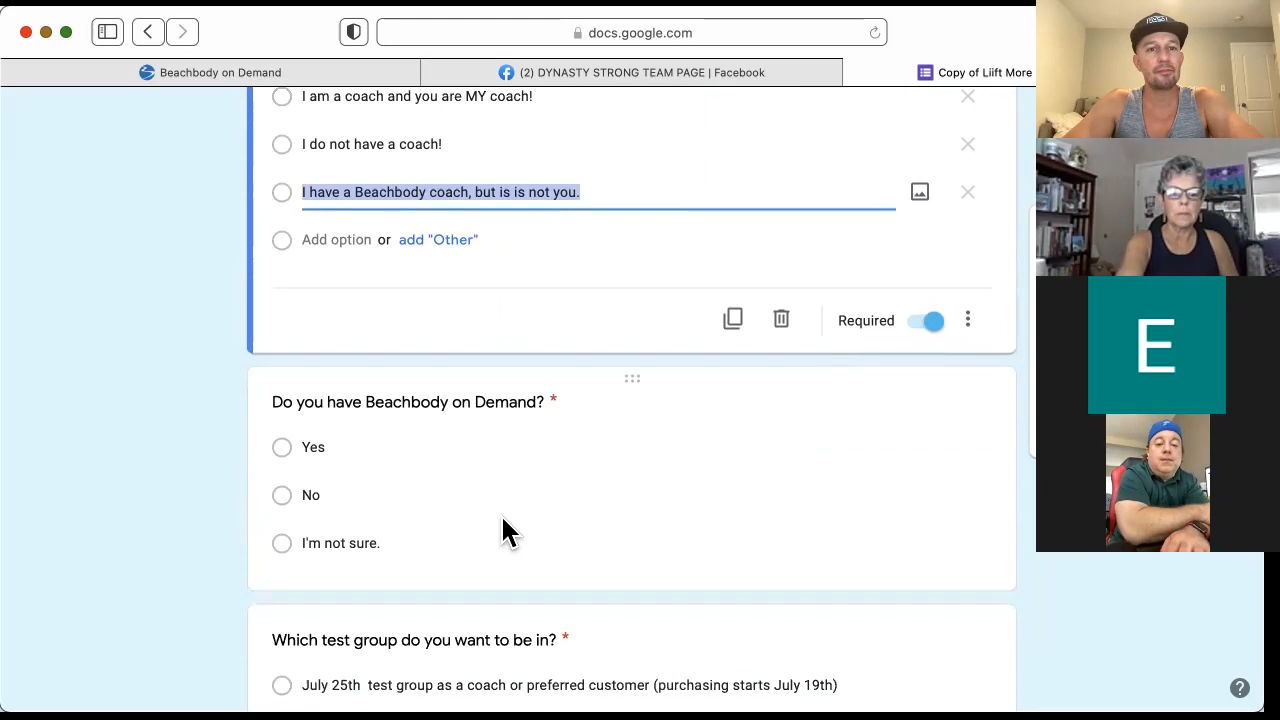 docs.google.com
Beachbody on Demand
(2) DYNASTY STRONG TEAM PAGE | Facebook
Copy of Liift More
I am a coach and you are MY coach!
I do not have a coach!
I have a Beachbody coach, but is is not you.
Add option or add "Other"
Required
Do you have Beachbody on Demand? *
Yes
No
I'm not sure.
Which test group do you want to be in? *
July 25th test group as a coach or preferred customer (purchasing starts July 19th)
E